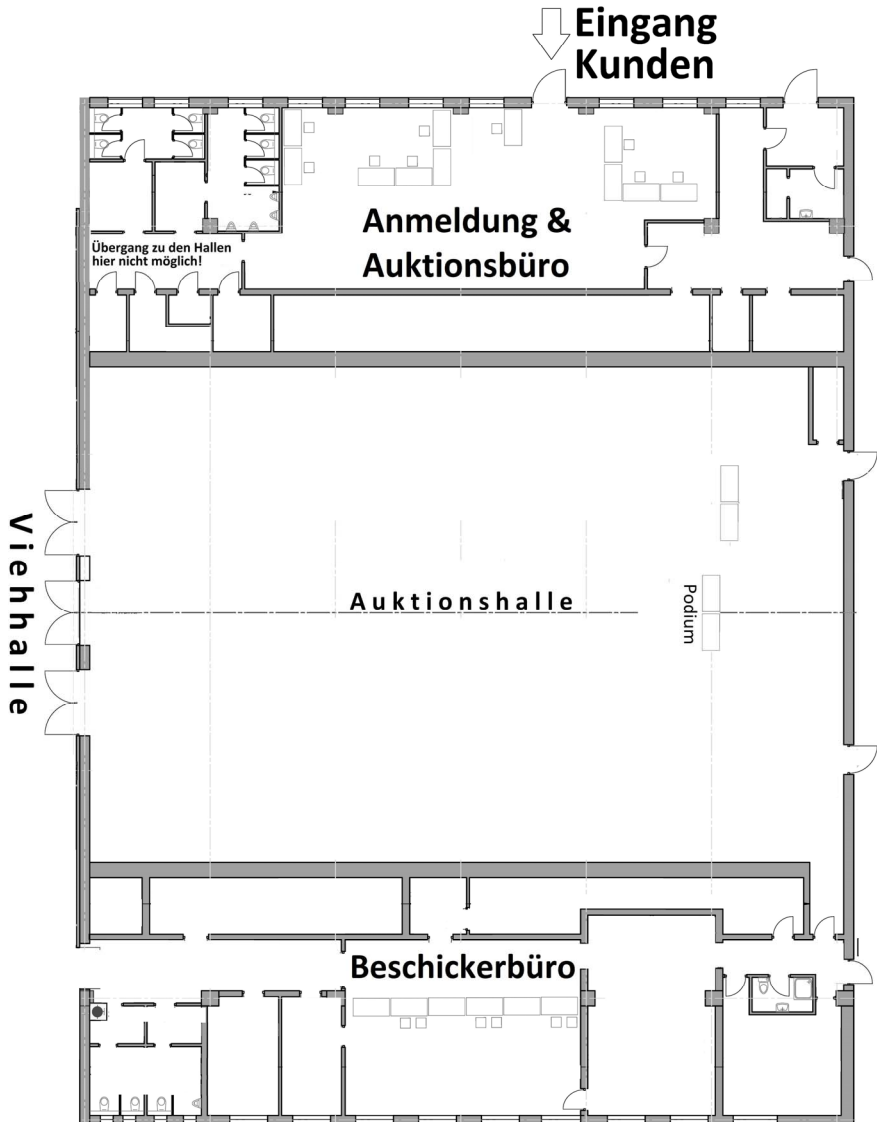 Eingang
Kunden
Anmeldung &
Auktionsbüro
Übergang zu den Hallen
hier nicht möglich!
Viehhalle
Auktionshalle
Podium
Beschickerbüro